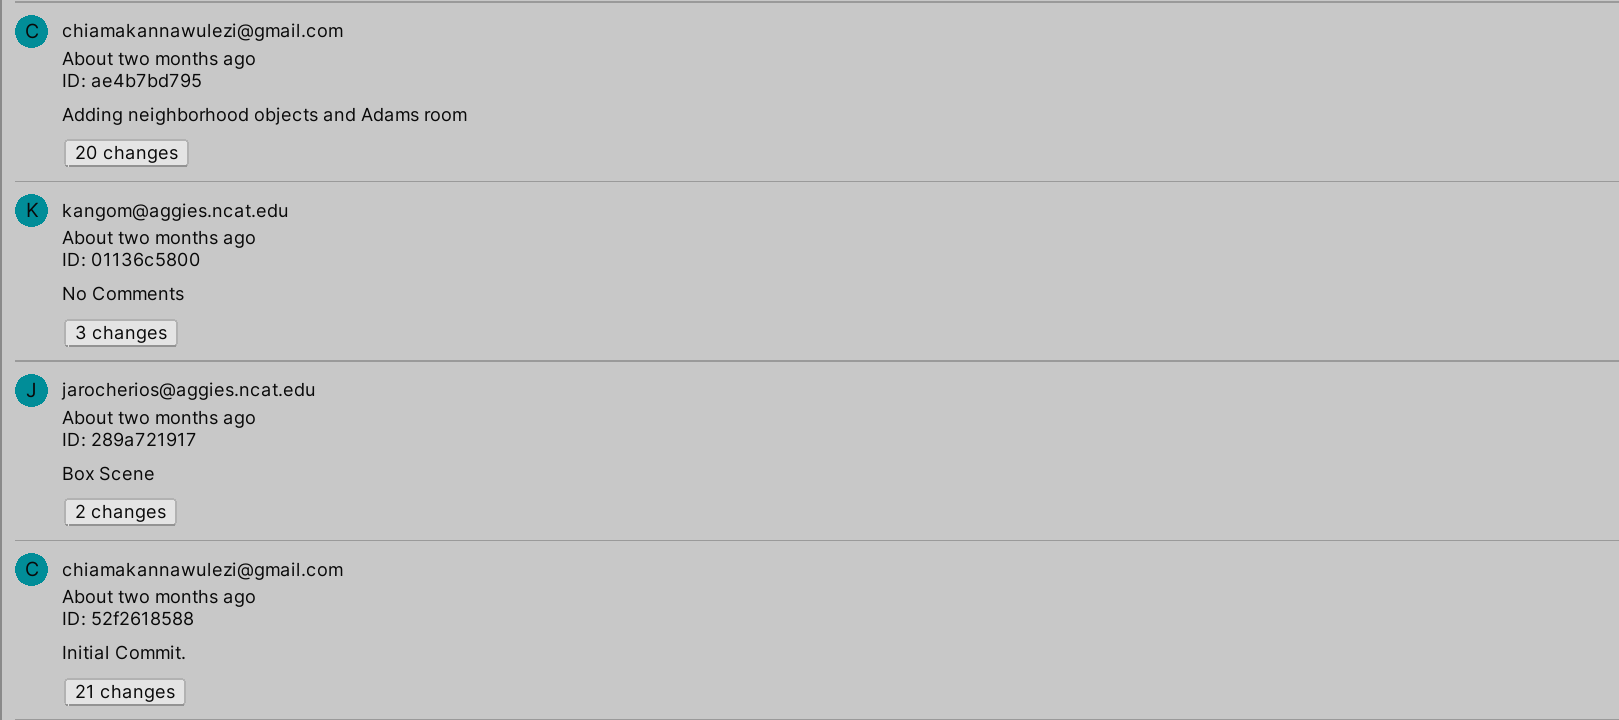 C chiamakannawulezi@gmail.com
About two months ago
ID: ae4b7bd795
Adding neighborhood objects and Adams room
20 changes
K kangom@aggies.ncat.edu
About two months ago
ID: 01136c5800
No Comments
3 changes
J jarocherios@aggies.ncat.edu
About two months ago
ID: 289a721917
Box Scene
2 changes
C chiamakannawulezi@gmail.com
About two months ago
ID: 52f2618588
Initial Commit.
21 changes